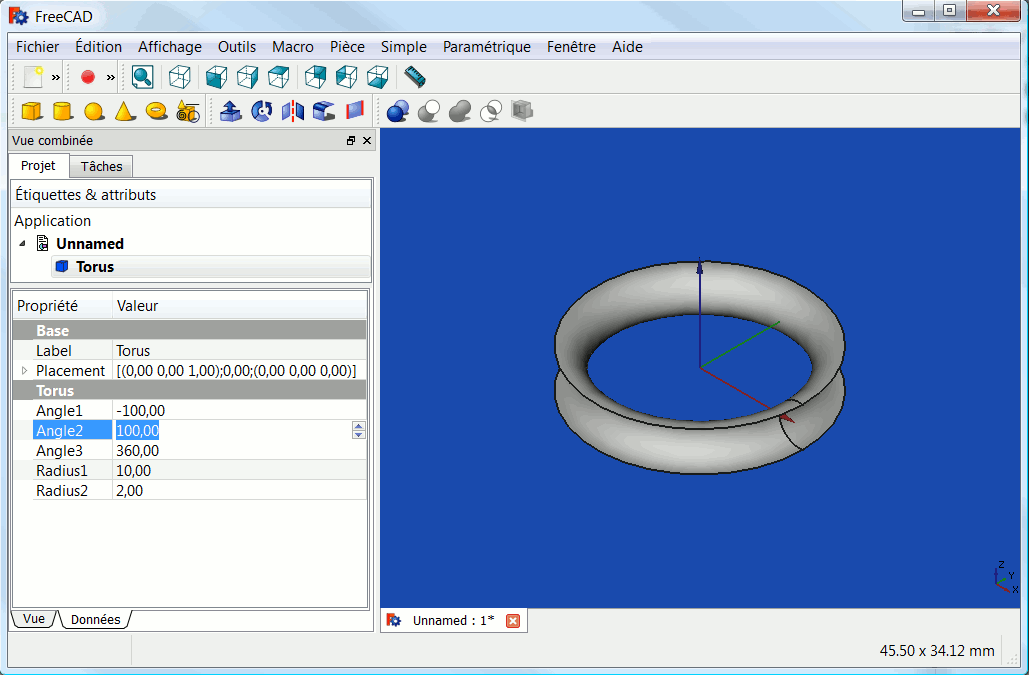 FreeCAD
Fichier Édition Affichage Outils Macro Pièce Simple Paramétrique Fenêtre Aide
» »
Vue combinée
Projet Tâches
Étiquettes & attributs
Application
Unnamed
Torus
Propriété Valeur
Base
Label Torus
Placement [(0,00 0,00 1,00);0,00;(0,00 0,00 0,00)]
Torus
Angle1 -100,00
Angle2 100,00
Angle3 360,00
Radius1 10,00
Radius2 2,00
Z
Y
X
Vue Données
Unnamed : 1*
45.50 x 34.12 mm